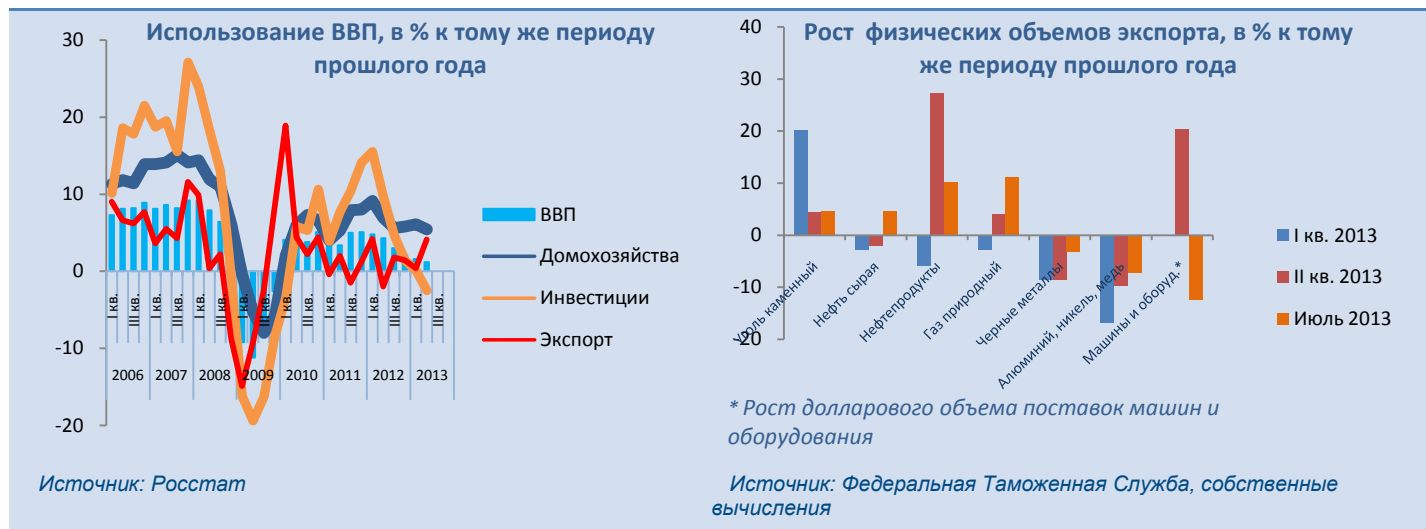 Использование ВВП, в % к тому же периоду
прошлого года
30
20
10
0
-10
-20
I кв.
III кв.
I кв.
III кв.
I кв.
III кв.
I кв.
III кв.
I кв.
III кв.
I кв.
III кв.
I кв.
III кв.
I кв.
III кв.
2006
2007
2008
2009
2010
2011
2012
2013
ВВП
Домохозяйства
Инвестиции
Экспорт
Источник: Росстат
Рост физических объемов экспорта, в % к тому
же периоду прошлого года
40
30
20
10
0
10
20
Уголь каменный
Нефть сырая
Нефтепродукты
Газ природный
Черные металлы
Алюминий, никель, медь
Машины и оборуд.*
I кв. 2013
II кв. 2013
Июль 2013
* Рост долларового объема поставок машин и
оборудования
Источник: Федеральная Таможенная Служба, собственные
вычисления